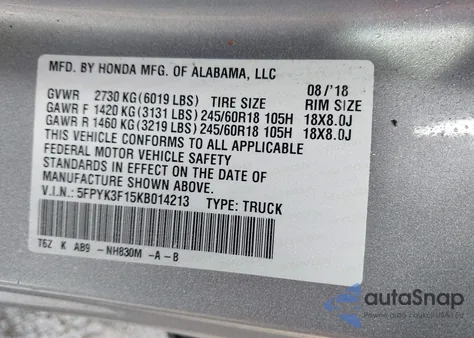 MFD. BY HONDA MFG. OF ALABAMA, LLC
08/'18
GVWR 2730 KG(6019 LBS) TIRE SIZE RIM SIZE
GAWR F 1420 KG(3131 LBS) 245/60R18 105H 18X8.0J
GAWR R 1460 KG(3219 LBS) 245/60R18 105H 18X8.0J
THIS VEHICLE CONFORMS TO ALL APPLICABLE
FEDERAL MOTOR VEHICLE SAFETY
STANDARDS IN EFFECT ON THE DATE OF
MANUFACTURE SHOWN ABOVE.
V.I.N.: 5FPYK3F15KB014213 TYPE: TRUCK
T6Z K AB9 -NH830M -A-B
autoSnap